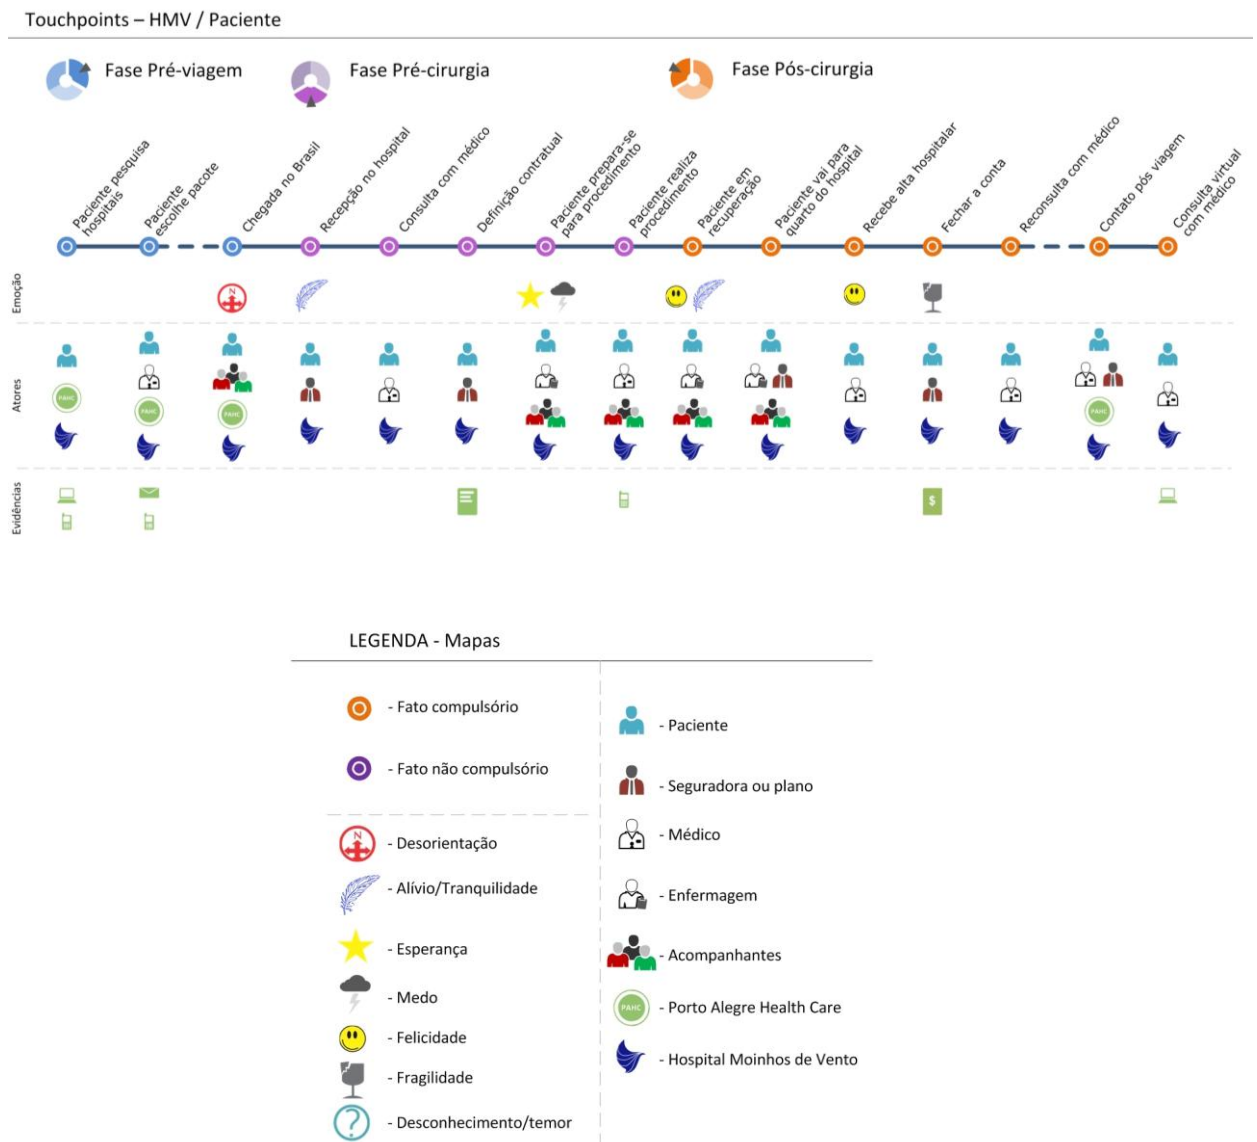 Touchpoints – HMV / Paciente
Fase Pré-viagem
Fase Pré-cirurgia
Fase Pós-cirurgia
Paciente pesquisa
hospitais
Paciente
escolhe pacote
Chegada no Brasil
Recepção no hospital
Consulta com médico
Definição contratual
Paciente prepara-se
para procedimento
Paciente realiza
procedimento
Paciente em
recuperação
Paciente vai para
quarto do hospital
Recebe alta hospitalar
Fechar a conta
Reconsulta com médico
Contato pós viagem
Consulta virtual
com médico
Emoção
N
Atores
PAHC
PAHC
PAHC
PAHC
Evidências
$
LEGENDA - Mapas
- Fato compulsório
- Fato não compulsório
N
- Desorientação
- Alívio/Tranquilidade
- Esperança
- Medo
- Felicidade
- Fragilidade
?
- Desconhecimento/temor
- Paciente
- Seguradora ou plano
- Médico
- Enfermagem
- Acompanhantes
PAHC
- Porto Alegre Health Care
- Hospital Moinhos de Vento